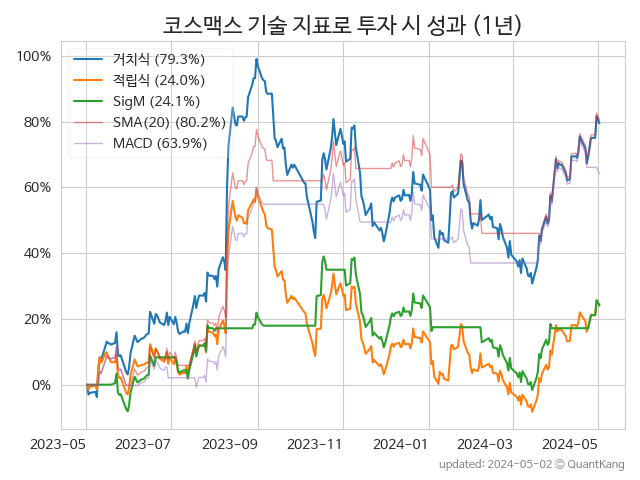 코스맥스 기술 지표로 투자 시 성과 (1년)
거치식 (79.3%)
적립식 (24.0%)
SigM (24.1%)
SMA(20) (80.2%)
MACD (63.9%)
100%
80%
60%
40%
20%
0%
2023-05
2023-07
2023-09
2023-11
2024-01
2024-03
2024-05
updated: 2024-05-02 © QuantKang